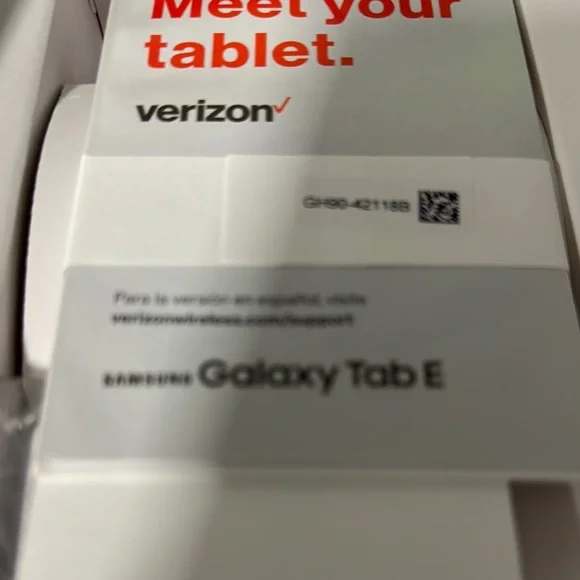 Meet your
tablet.
verizon✓
GH90-42118B
Para la versión en español, visite
verizonwireless.com/support
SAMSUNG Galaxy Tab E